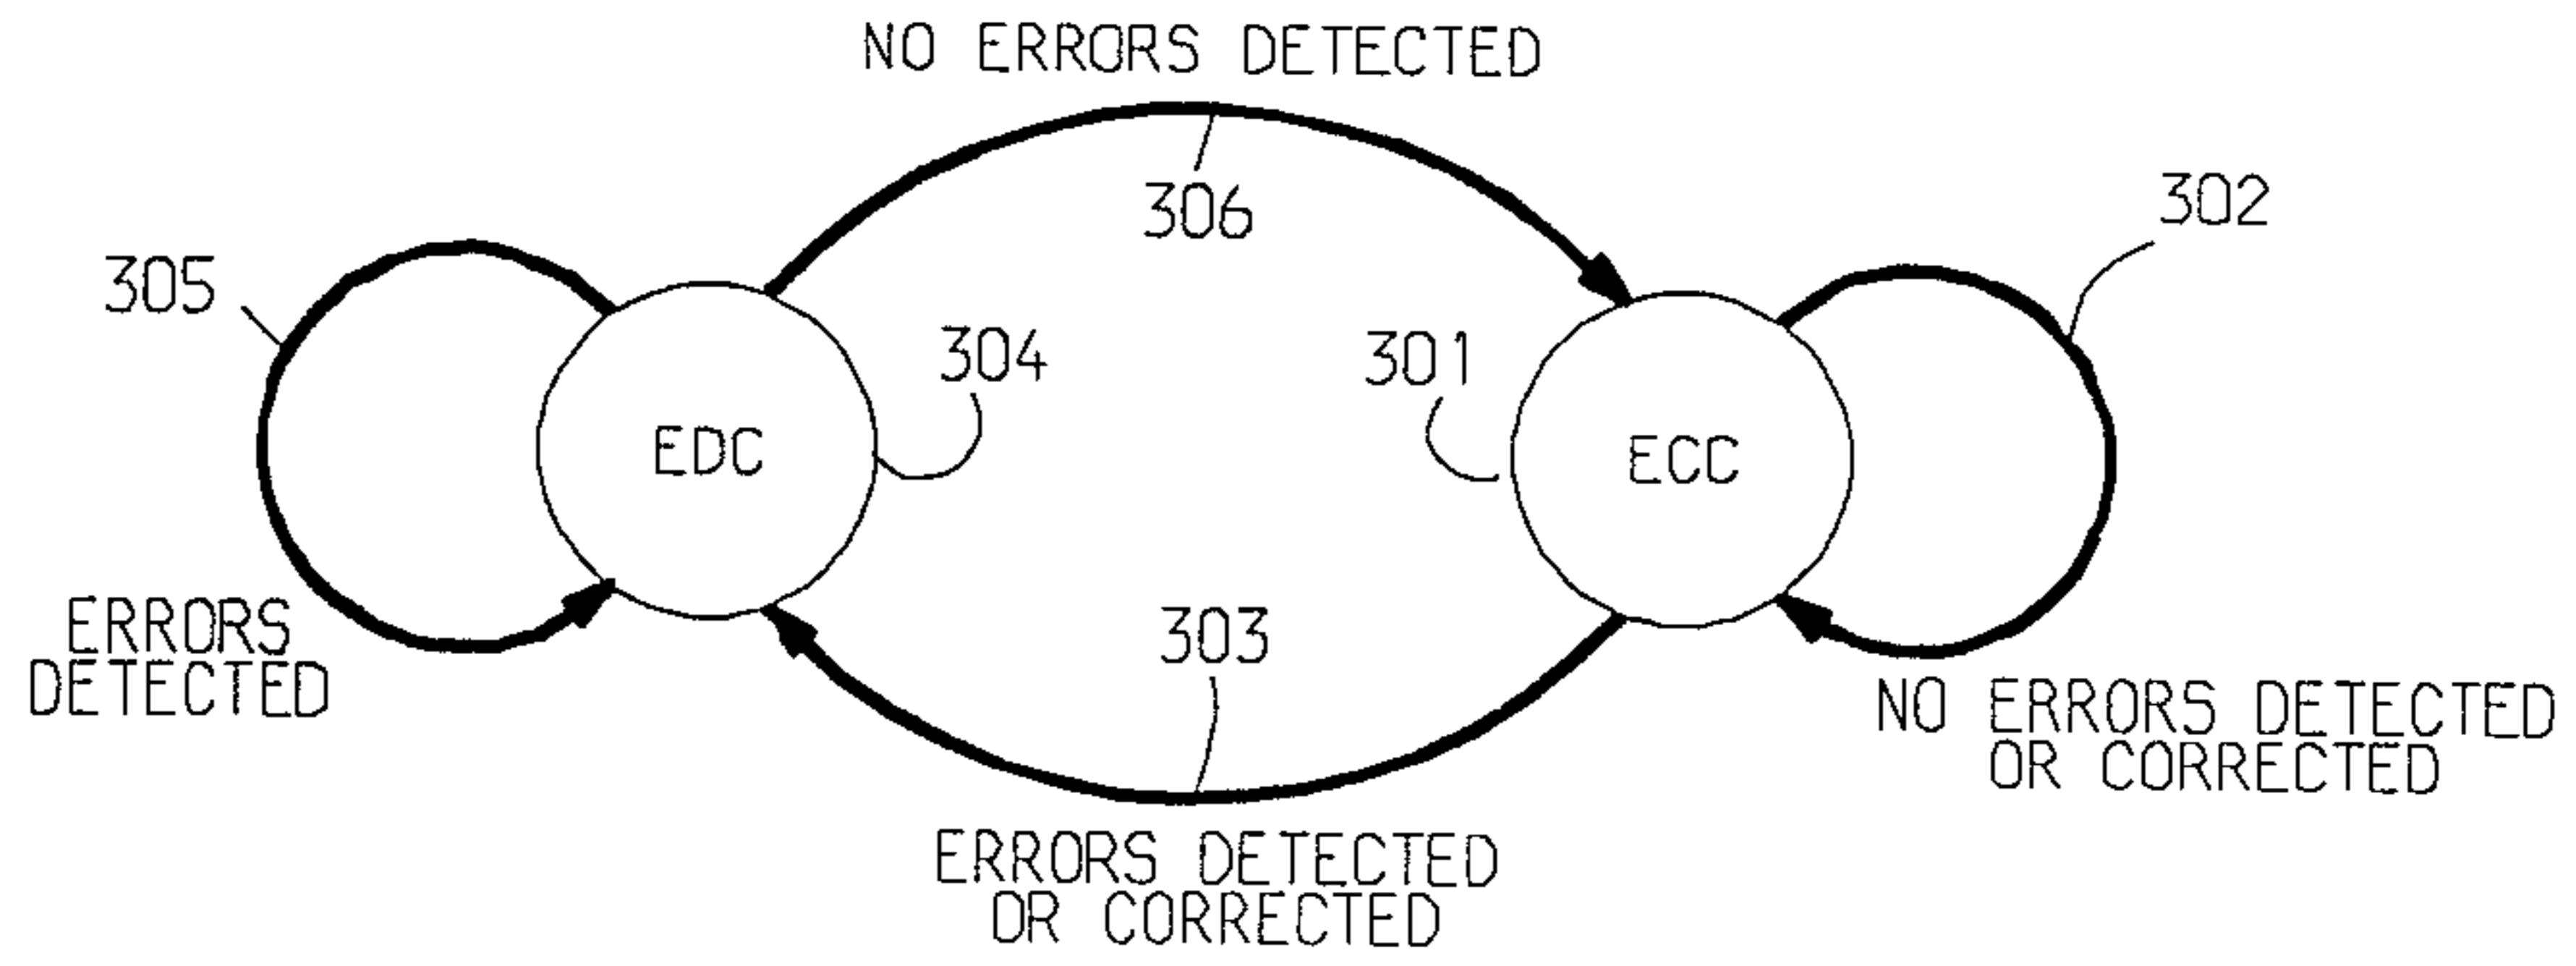 NO ERRORS DETECTED
306
302
305
304
301
EDC
ECC
303
ERRORS
DETECTED
NO ERRORS DETECTED
OR CORRECTED
ERRORS DETECTED
OR CORRECTED